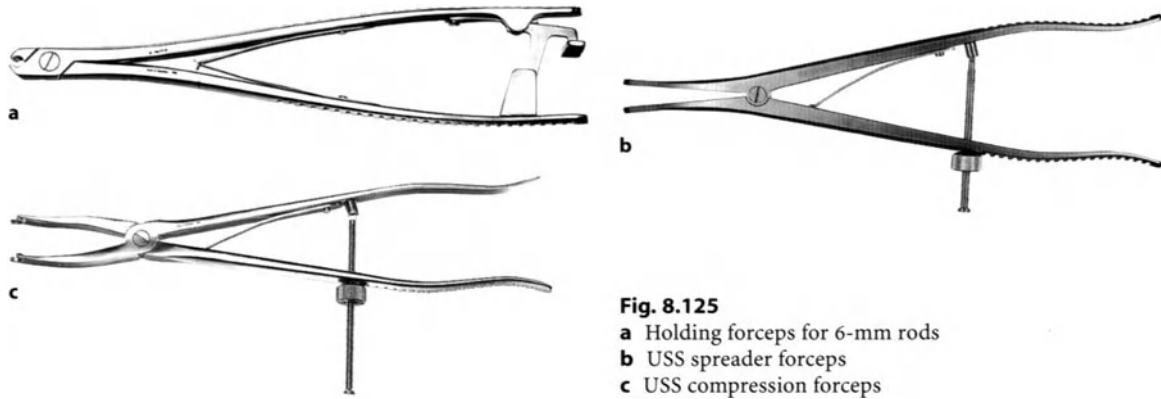 a
b
c
Fig. 8.125
a Holding forceps for 6-mm rods
b USS spreader forceps
c USS compression forceps